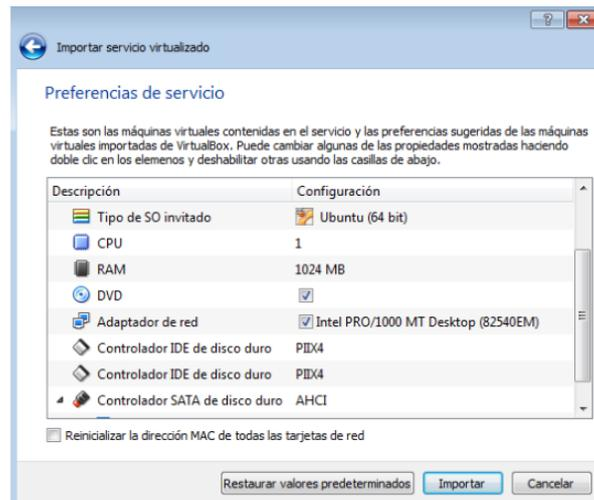 Importar servicio virtualizado
Preferencias de servicio
Estas son las máquinas virtuales contenidas en el servicio y las preferencias sugeridas de las máquinas
virtuales importadas de VirtualBox. Puede cambiar algunas de las propiedades mostradas haciendo
doble clic en los elemenos y deshabilitar otras usando las casillas de abajo.
Descripción Configuración
Tipo de SO invitado Ubuntu (64 bit)
CPU 1
RAM 1024 MB
DVD
Adaptador de red Intel PRO/1000 MT Desktop (82540EM)
Controlador IDE de disco duro PIIX4
Controlador IDE de disco duro PIIX4
Controlador SATA de disco duro AHCI
Reinicializar la dirección MAC de todas las tarjetas de red
Restaurar valores predeterminados Importar Cancelar